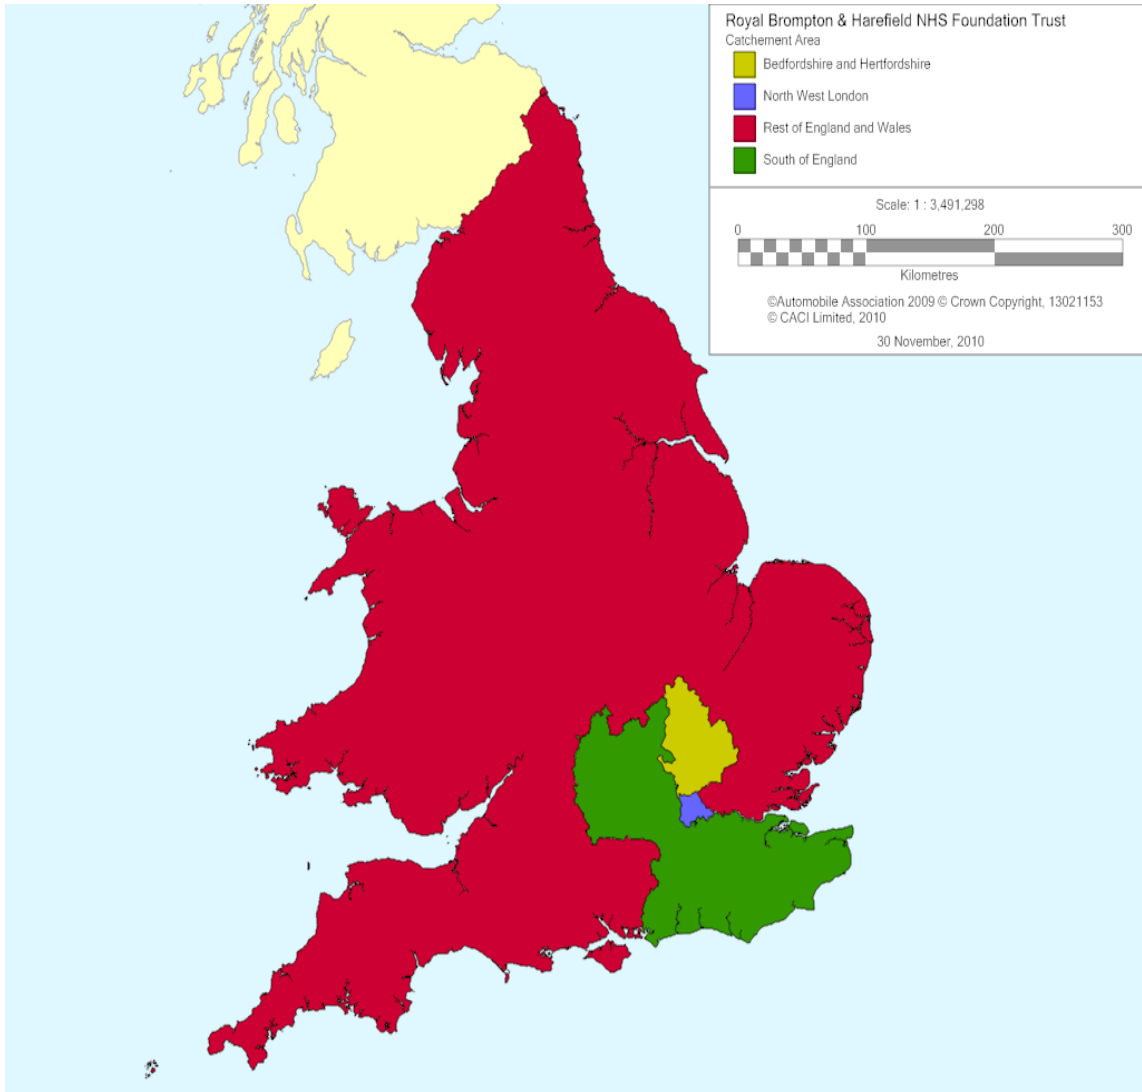 Royal Brompton & Harefield NHS Foundation Trust
Catchement Area
Bedfordshire and Hertfordshire
North West London
Rest of England and Wales
South of England
Scale: 1 : 3,491,298
0 100 200 300
Kilometres
©Automobile Association 2009 © Crown Copyright, 13021153
© CACI Limited, 2010
30 November, 2010